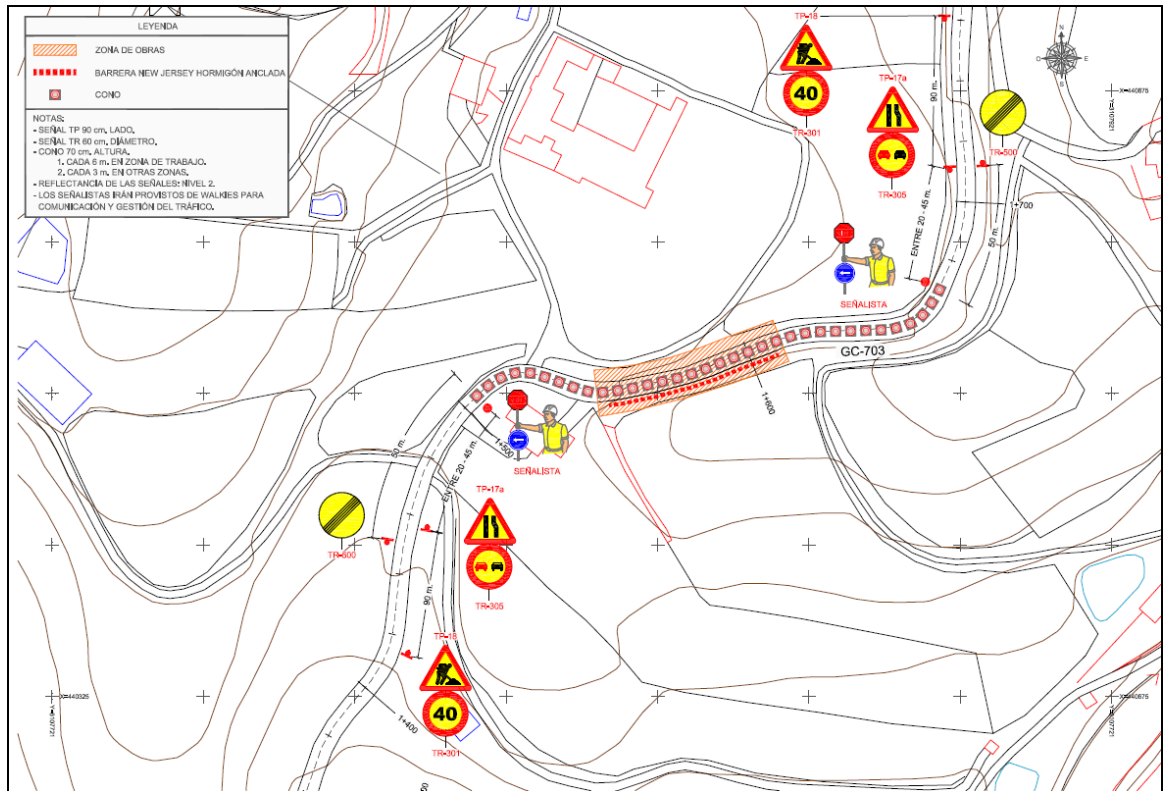 LEYENDA
ZONA DE OBRAS
BARRERA NEW JERSEY HORMIGÓN ANCLADA
CONO
NOTAS:
- SEÑAL TP 90 cm. LADO.
- SEÑAL TR 60 cm. DIÁMETRO.
- CONO 70 cm. ALTURA.
1. CADA 6 m. EN ZONA DE TRABAJO.
2. CADA 3 m. EN OTRAS ZONAS.
- REFLECTANCIA DE LAS SEÑALES: NIVEL 2.
- LOS SEÑALISTAS IRÁN PROVISTOS DE WALKIES PARA
COMUNICACIÓN Y GESTIÓN DEL TRÁFICO.
TP-18
40
TR-301
90 m.
TP-17a
TR-305
TR-500
N
E
S
O
X=440675
1+700
50 m.
ENTRE 20 - 45 m.
SEÑALISTA
GC-703
1+600
1+500
SEÑALISTA
50 m.
ENTRE 20 - 45 m.
TR-500
TP-17a
TR-305
90 m.
TP-18
40
TR-301
1+400
X=440325
Y=3107721
X=440675
Y=3107721